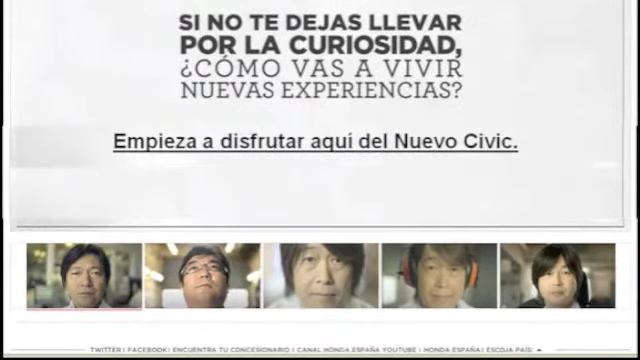 SI NO TE DEJAS LLEVAR
POR LA CURIOSIDAD,
¿CÓMO VAS A VIVIR
NUEVAS EXPERIENCIAS?
Empieza a disfrutar aquí del Nuevo Civic.
TWITTER | FACEBOOK | ENCUENTRA TU CONCESIONARIO | CANAL HONDA ESPAÑA YOUTUBE | HONDA ESPAÑA | ESCOJA PAÍS